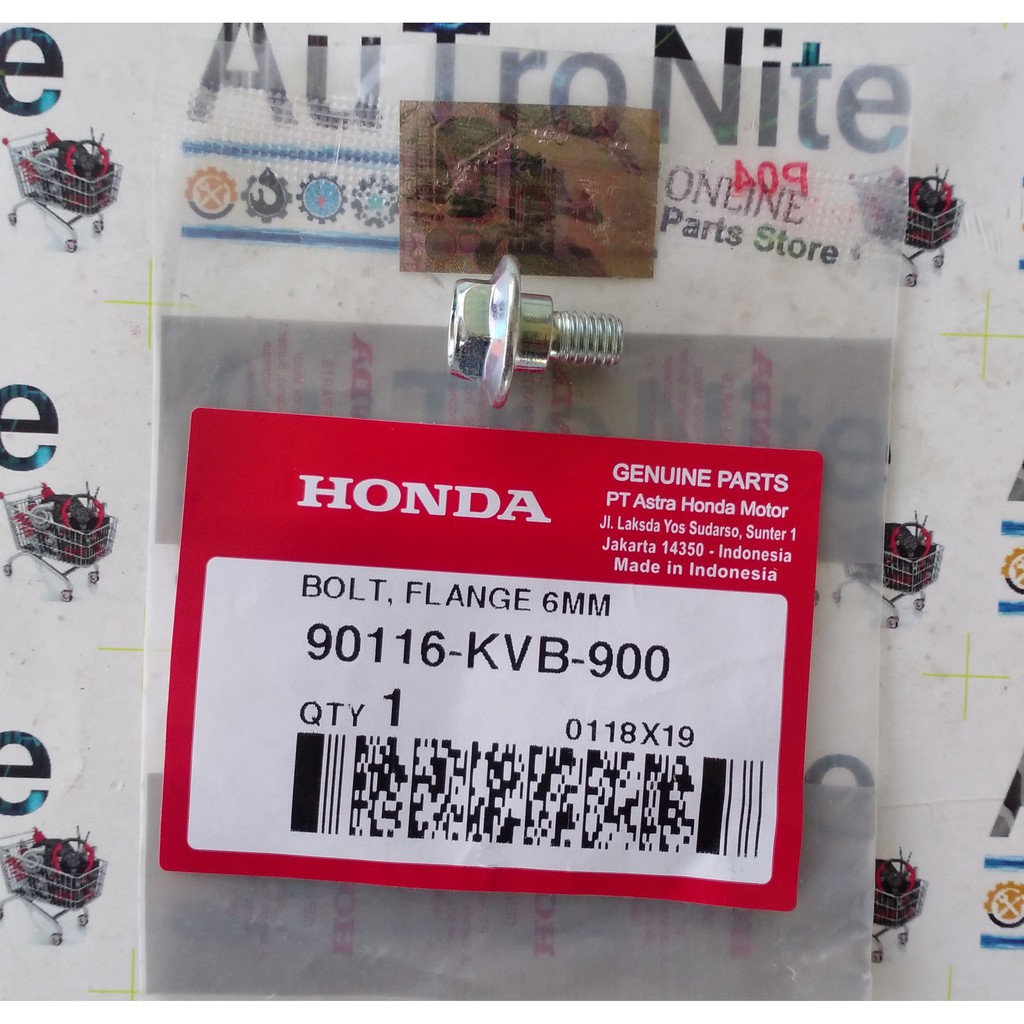 AuTroNite
P04
ONLINE
Parts Store
HONDA
GENUINE PARTS
PT Astra Honda Motor
Jl. Laksda Yos Sudarso, Sunter 1
Jakarta 14350 - Indonesia
Made in Indonesia
BOLT, FLANGE 6MM
90116-KVB-900
QTY 1
0118X19